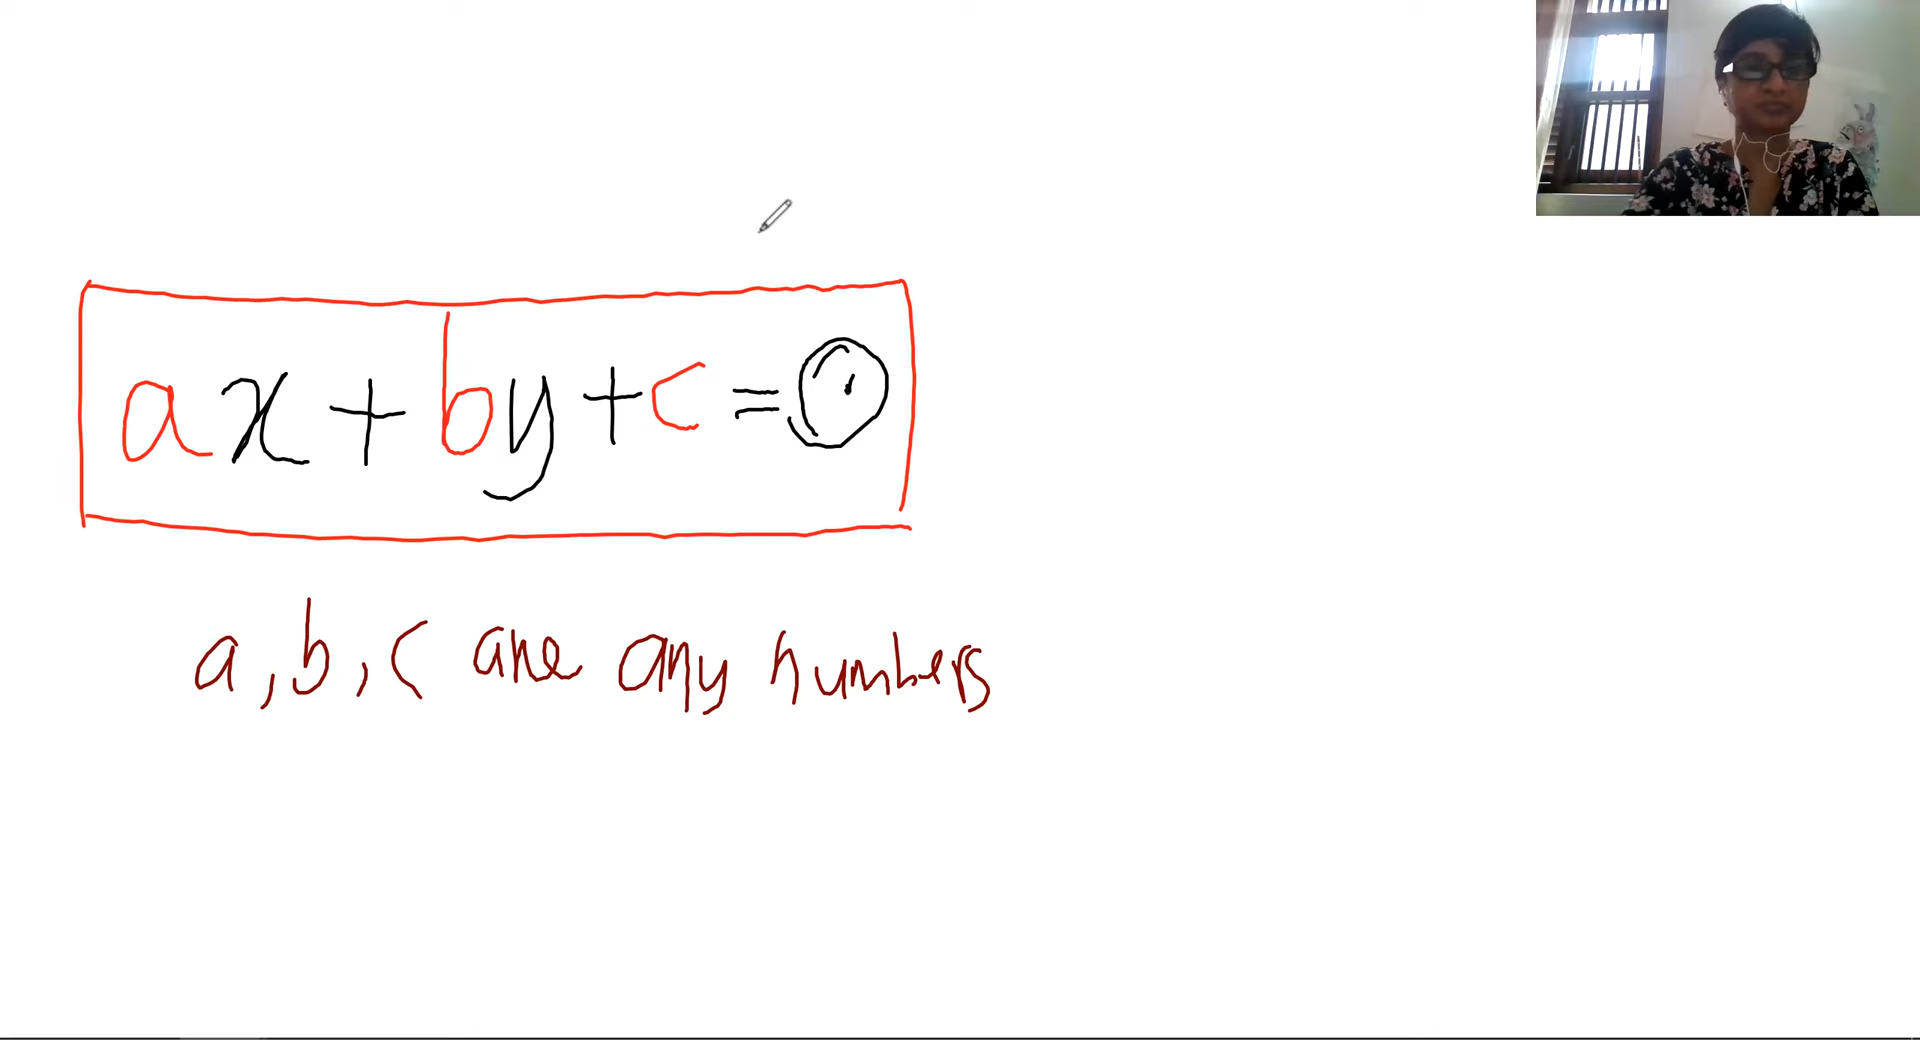 ax + by + c = 0
a, b, c are any numbers